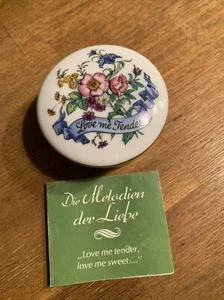 Love me Tender
Die Melodien
der Liebe
„Love me tender,
love me sweet...."